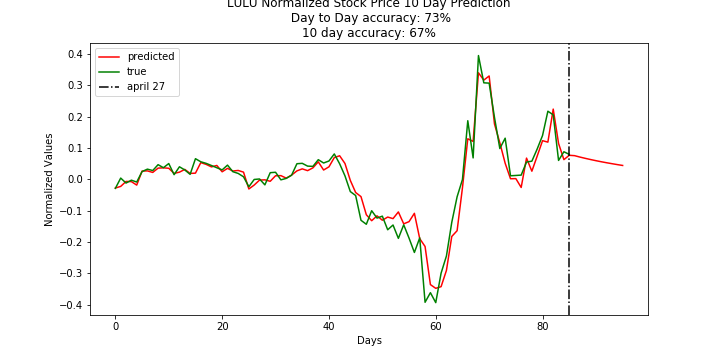 LULU Normalized Stock Price 10 Day Prediction
Day to Day accuracy: 73%
10 day accuracy: 67%
predicted
true
april 27
Normalized Values
0.4
0.3
0.2
0.1
0.0
−0.1
−0.2
−0.3
−0.4
0 20 40 60 80
Days